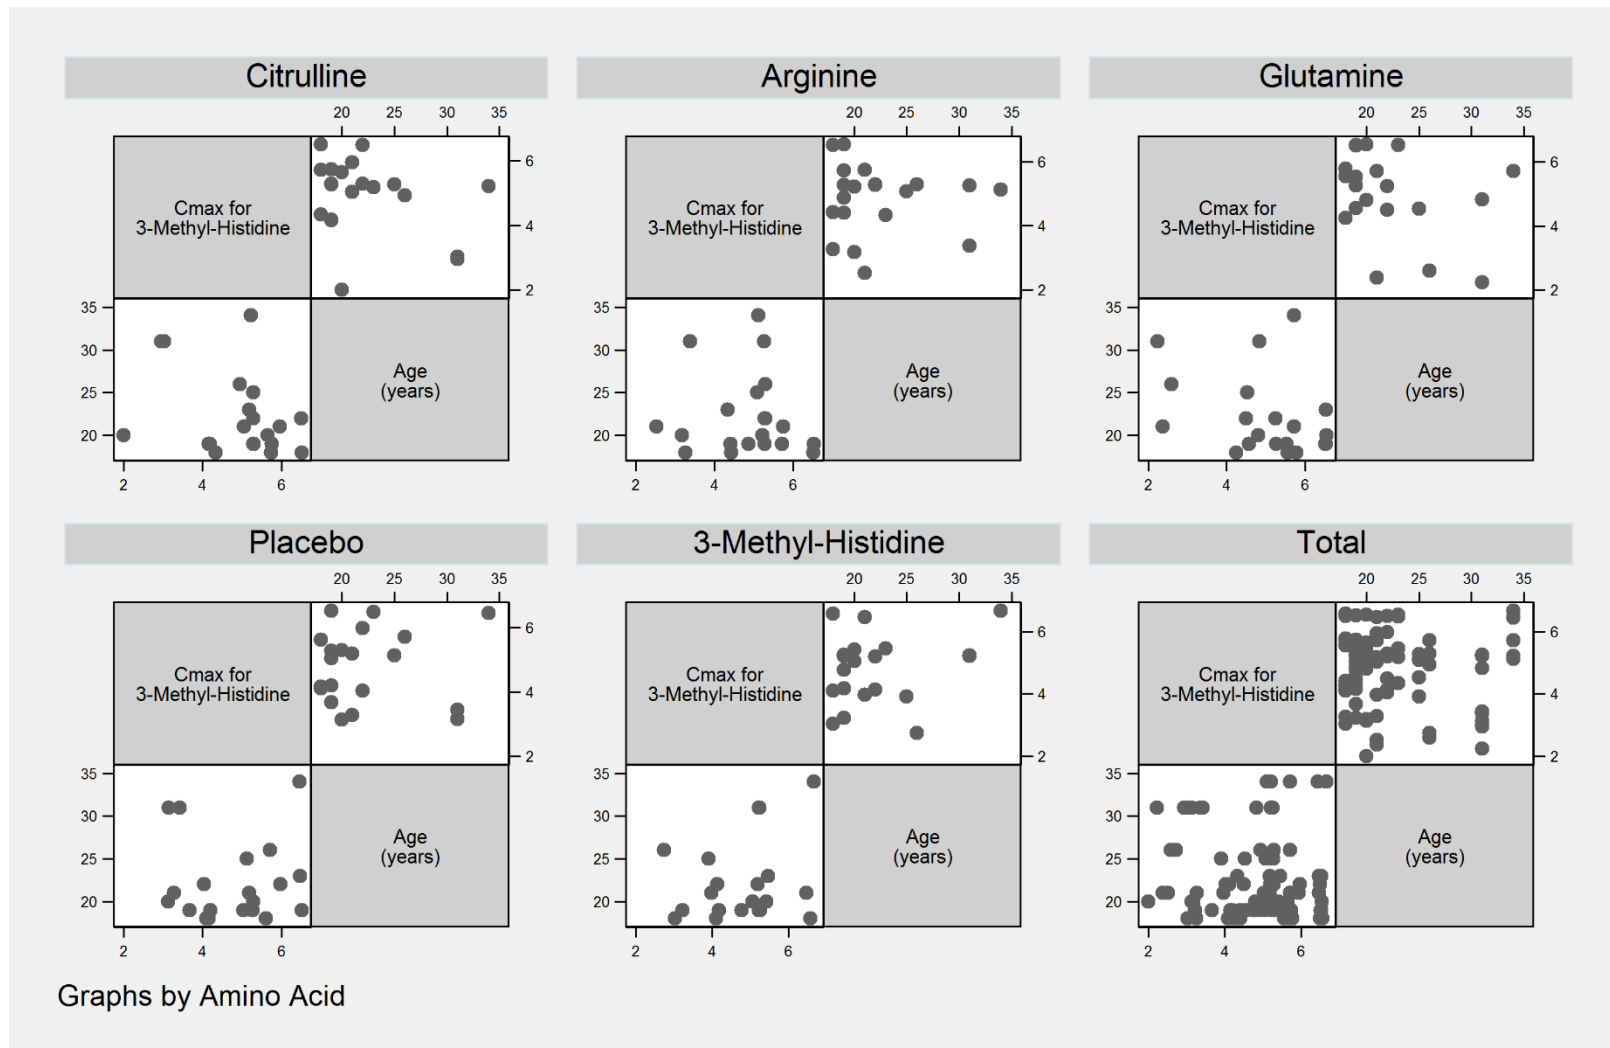 Citrulline
Arginine
Glutamine
20 25 31 35
20 25 31 35
20 25 31 35
Cmax for
3-Methyl-Histidine
6
4
2
Cmax for
3-Methyl-Histidine
6
4
2
Cmax for
3-Methyl-Histidine
6
4
2
35
30
25
20
Age
(years)
35
30
25
20
Age
(years)
35
30
25
20
Age
(years)
2 4 6
2 4 6
2 4 6
Placebo
3-Methyl-Histidine
Total
20 25 31 35
20 25 31 35
20 25 31 35
Cmax for
3-Methyl-Histidine
6
4
2
Cmax for
3-Methyl-Histidine
6
4
2
Cmax for
3-Methyl-Histidine
6
4
2
35
30
25
20
Age
(years)
35
30
25
20
Age
(years)
35
30
25
20
Age
(years)
2 4 6
2 4 6
2 4 6
Graphs by Amino Acid